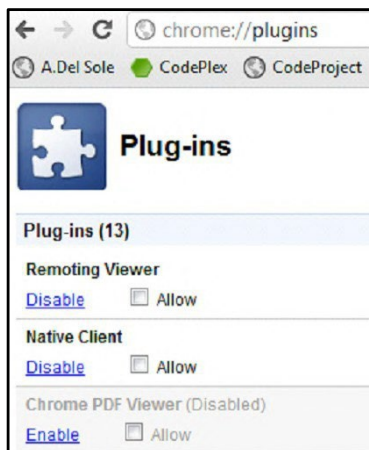 chrome://plugins
A.Del Sole CodePlex CodeProject
Plug-ins
Plug-ins (13)
Remoting Viewer
Disable Allow
Native Client
Disable Allow
Chrome PDF Viewer (Disabled)
Enable Allow